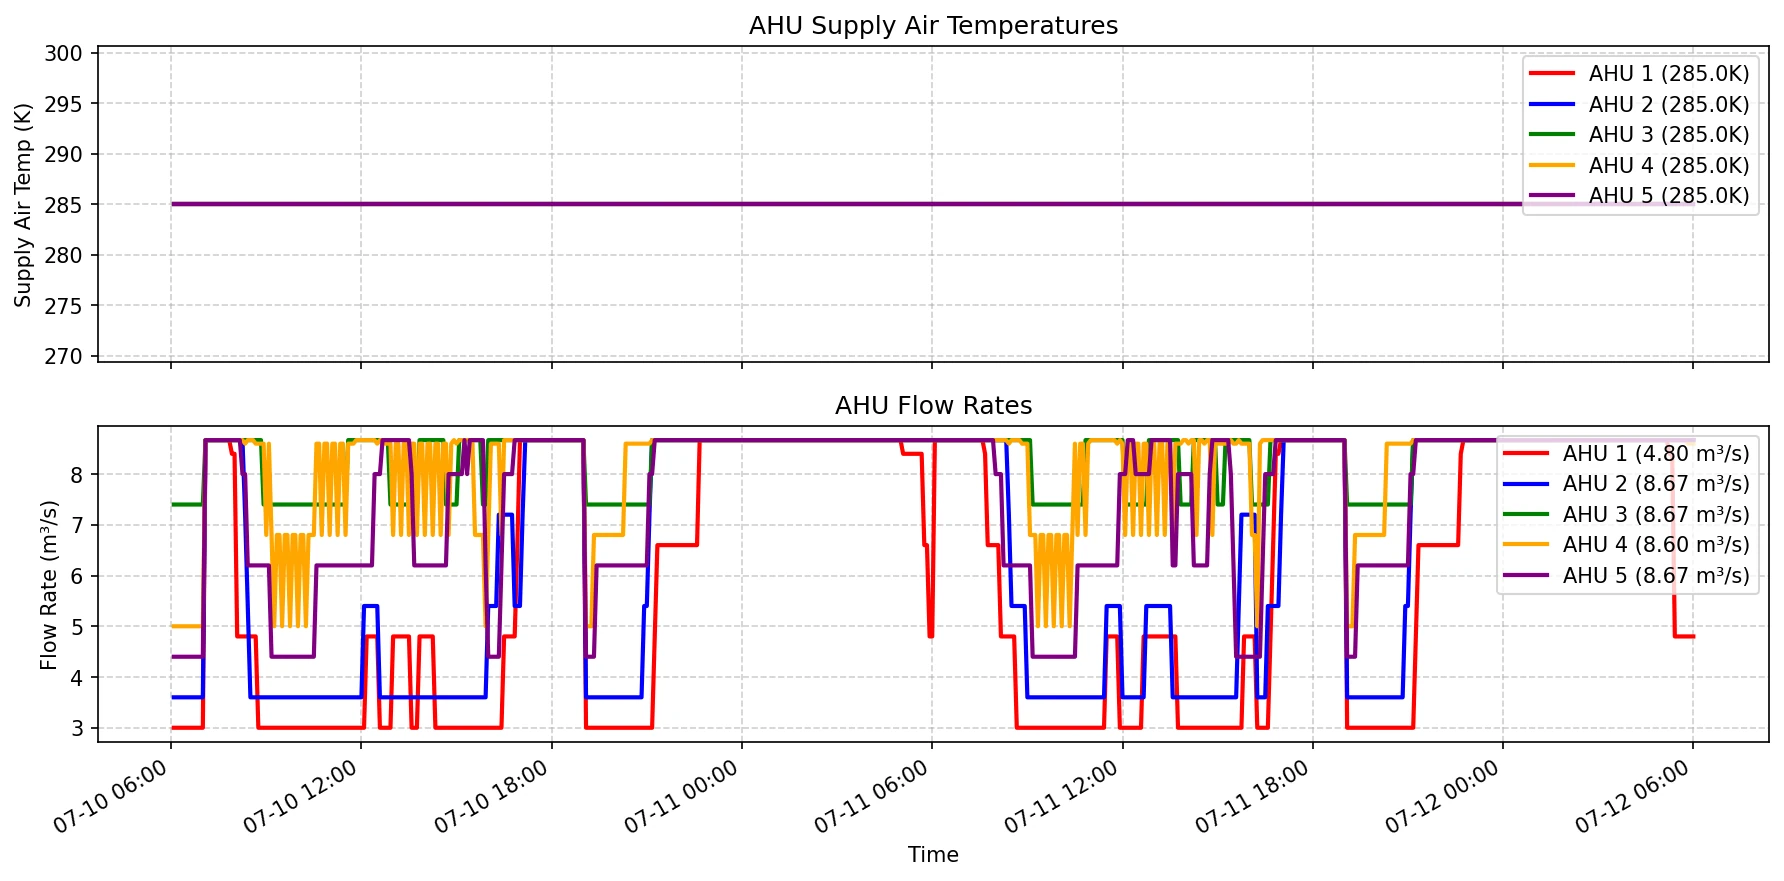 AHU Supply Air Temperatures
Supply Air Temp (K)
300
295
290
285
280
275
270
AHU 1 (285.0K)
AHU 2 (285.0K)
AHU 3 (285.0K)
AHU 4 (285.0K)
AHU 5 (285.0K)
AHU Flow Rates
Flow Rate (m³/s)
8
7
6
5
4
3
AHU 1 (4.80 m³/s)
AHU 2 (8.67 m³/s)
AHU 3 (8.67 m³/s)
AHU 4 (8.60 m³/s)
AHU 5 (8.67 m³/s)
07-10 06:00
07-10 12:00
07-10 18:00
07-11 00:00
07-11 06:00
07-11 12:00
07-11 18:00
07-12 00:00
07-12 06:00
Time